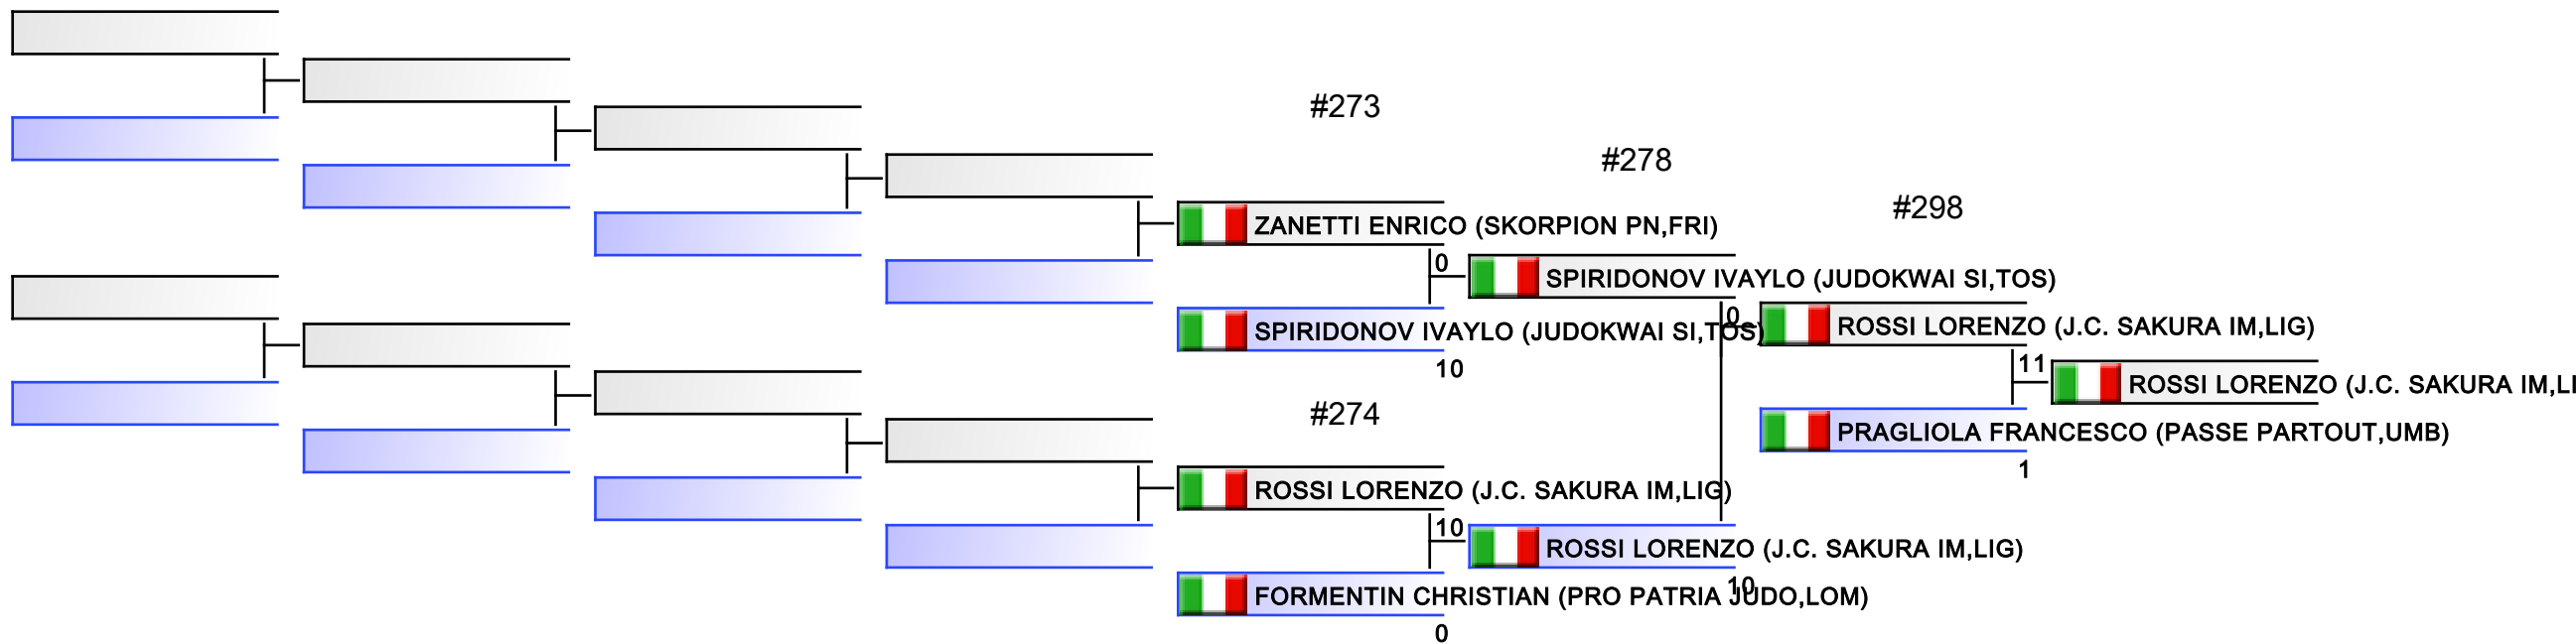 #273
#278
#298
ZANETTI ENRICO (SKORPION PN,FRI)
0
SPIRIDONOV IVAYLO (JUDOKWAI SI,TOS)
SPIRIDONOV IVAYLO (JUDOKWAI SI,TOS)
10
0
ROSSI LORENZO (J.C. SAKURA IM,LIG)
11
ROSSI LORENZO (J.C. SAKURA IM,LI
PRAGLIOLA FRANCESCO (PASSE PARTOUT,UMB)
1
#274
ROSSI LORENZO (J.C. SAKURA IM,LIG)
10
ROSSI LORENZO (J.C. SAKURA IM,LIG)
10
FORMENTIN CHRISTIAN (PRO PATRIA JUDO,LOM)
0